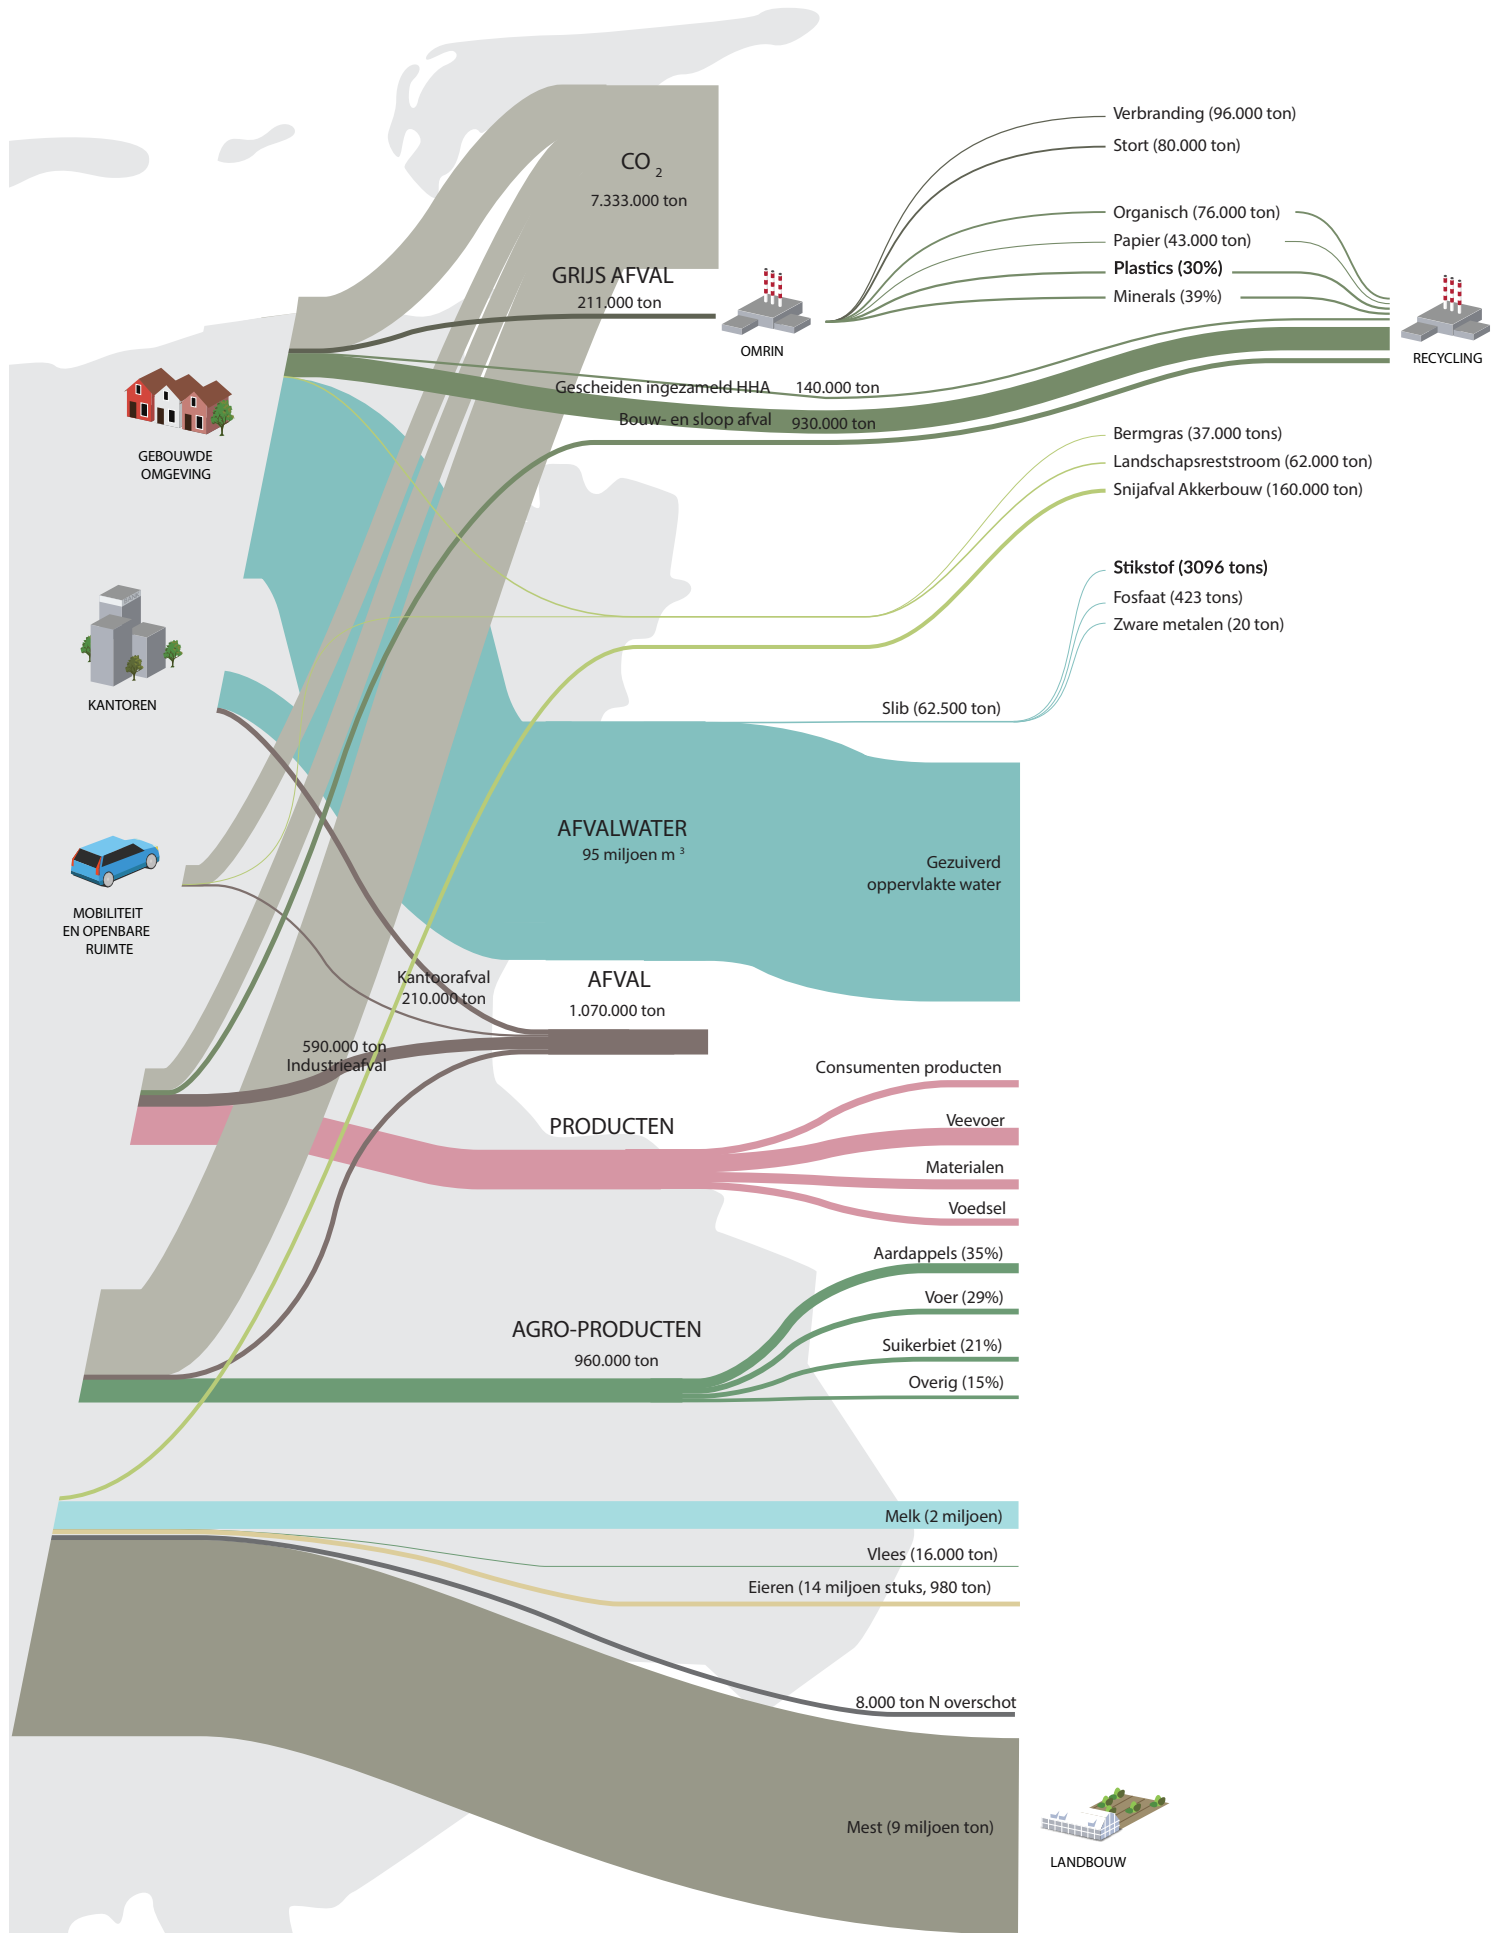 CO 2
7.333.000 ton
GRIJS AFVAL
211.000 ton
OMRIN
Verbranding (96.000 ton)
Stort (80.000 ton)
Organisch (76.000 ton)
Papier (43.000 ton)
Plastics (30%)
Minerals (39%)
RECYCLING
Gescheiden ingezameld HHA 140.000 ton
Bouw- en sloop afval 930.000 ton
GEBOUWDE
OMGEVING
Bermgras (37.000 tons)
Landschapsreststroom (62.000 ton)
Snijafval Akkerbouw (160.000 ton)
Stikstof (3096 tons)
Fosfaat (423 tons)
Zware metalen (20 ton)
KANTOREN
Slib (62.500 ton)
AFVALWATER
95 miljoen m 3
Gezuiverd
oppervlakte water
MOBILITEIT
EN OPENBARE
RUIMTE
Kantoorafval
210.000 ton
AFVAL
1.070.000 ton
590.000 ton
Industrieafval
PRODUCTEN
Consumenten producten
Veevoer
Materialen
Voedsel
AGRO-PRODUCTEN
960.000 ton
Aardappels (35%)
Voer (29%)
Suikerbiet (21%)
Overig (15%)
Melk (2 miljoen)
Vlees (16.000 ton)
Eieren (14 miljoen stuks, 980 ton)
8.000 ton N overschot
Mest (9 miljoen ton)
LANDBOUW